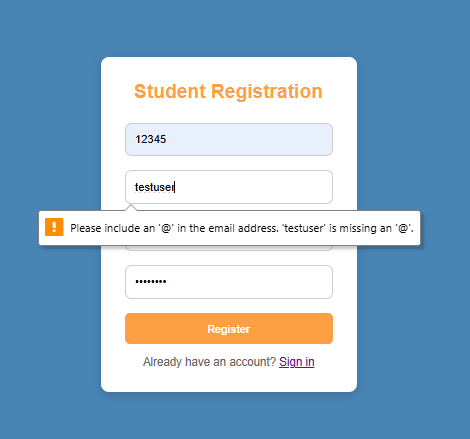 Student Registration
12345
testuser
! Please include an '@' in the email address. 'testuser' is missing an '@'.
••••••••
Register
Already have an account? Sign in